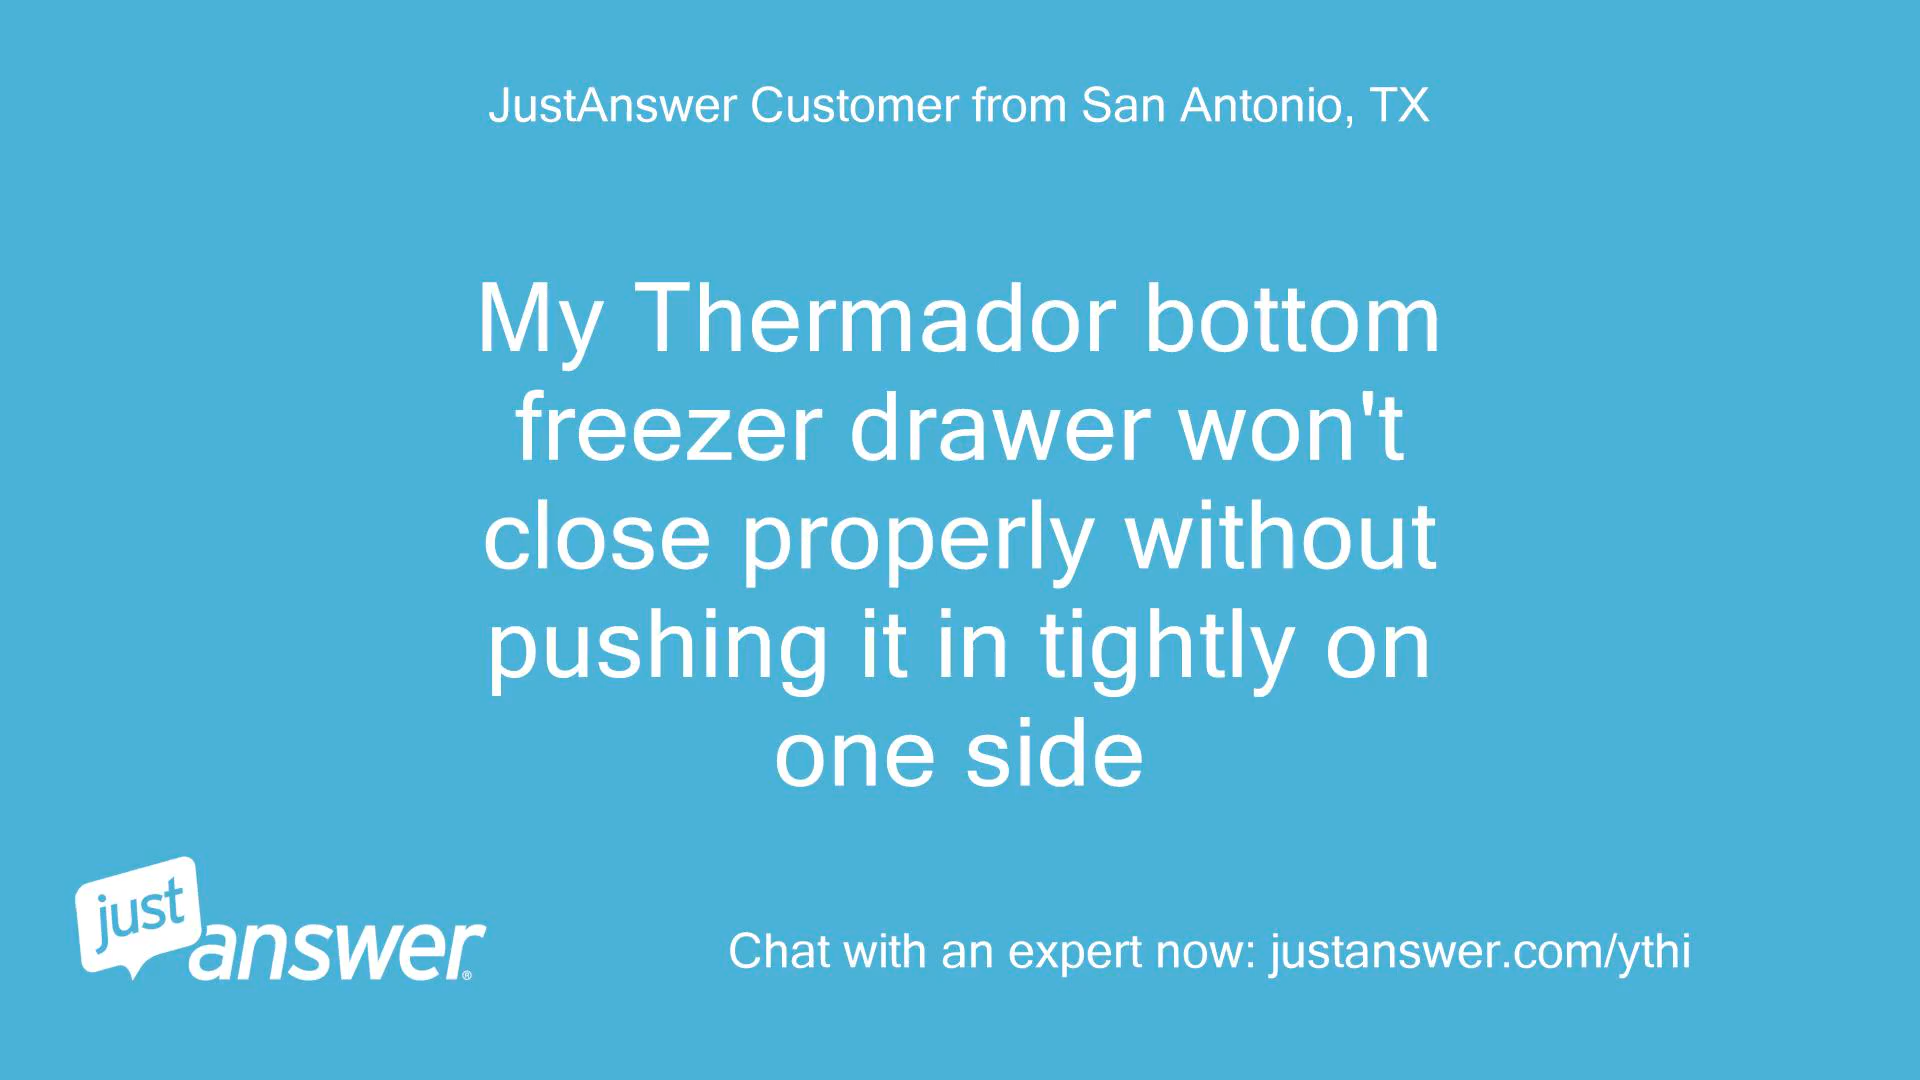 JustAnswer Customer from San Antonio, TX
My Thermador bottom
freezer drawer won't
close properly without
pushing it in tightly on
one side
just
answer®
Chat with an expert now: justanswer.com/ythi